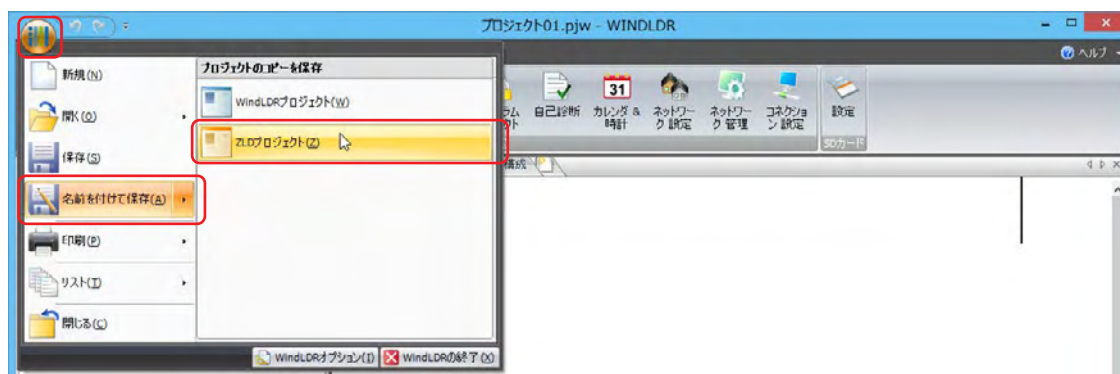 プロジェクト01.pjw - WINDLDR
ヘルプ
新規(N)
開く(O)
保存(S)
名前を付けて保存(A)
印刷(P)
リスト(T)
閉じる(C)
プロジェクトのコピーを保存
WindLDRプロジェクト(W)
ZLDプロジェクト(Z)
WindLDRオプション(I)
WindLDRの終了(X)
自己診断
31
カレンダ &
時計
ネットワー
ク 設定
ネットワー
ク 管理
コネクショ
ン 設定
設定
SDカード
構成